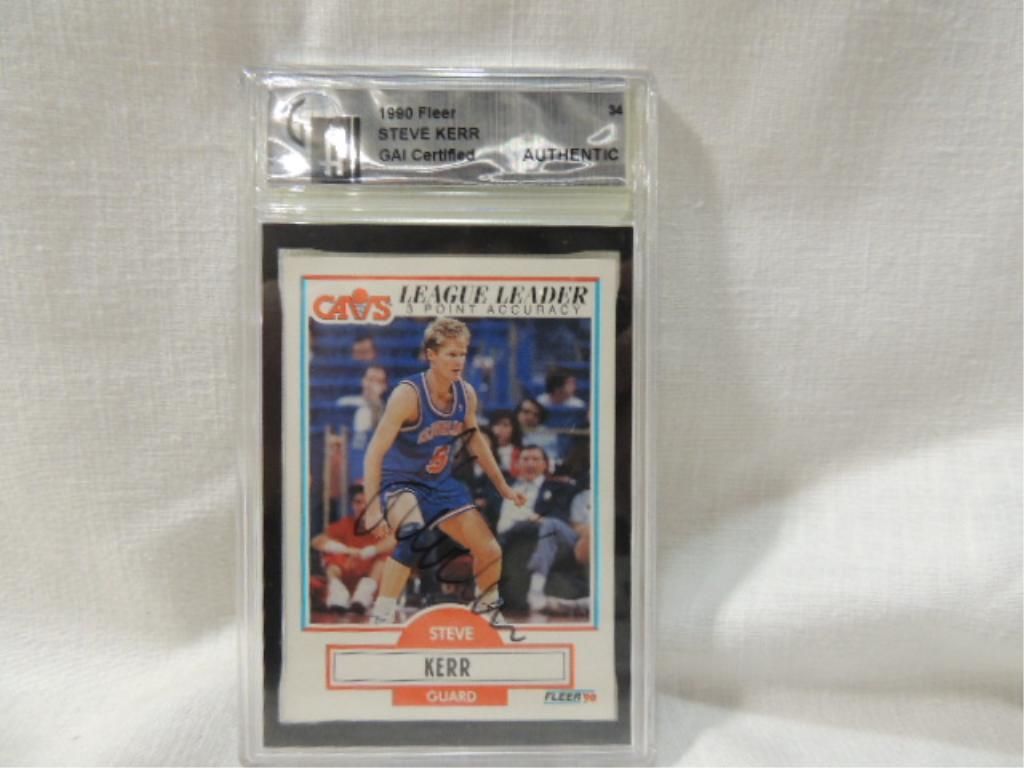 1990 Fleer 34
STEVE KERR
GAI Certified AUTHENTIC
CAVS LEAGUE LEADER
3 POINT ACCURACY
5
STEVE
KERR
GUARD
FLEER '90